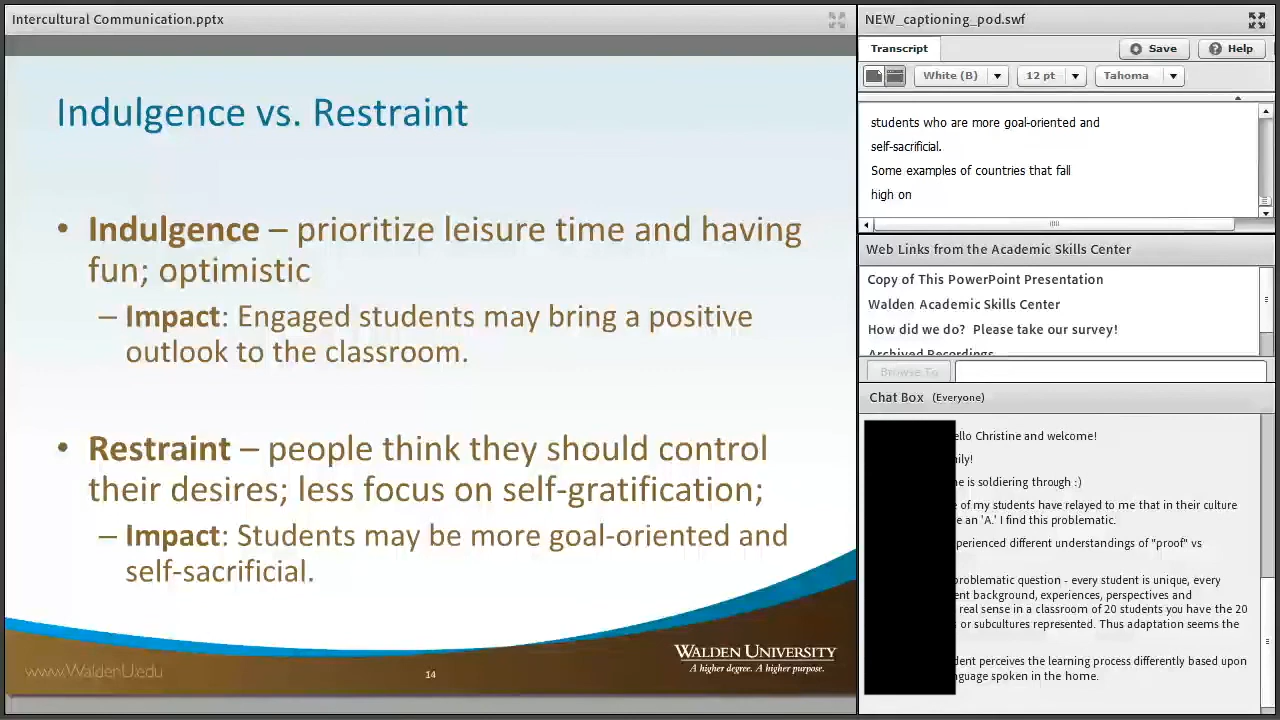 Intercultural Communication.pptx
Indulgence vs. Restraint
• Indulgence – prioritize leisure time and having
fun; optimistic
– Impact: Engaged students may bring a positive
outlook to the classroom.
• Restraint – people think they should control
their desires; less focus on self-gratification;
– Impact: Students may be more goal-oriented and
self-sacrificial.
www.WaldenU.edu
14
WALDEN UNIVERSITY
A higher degree. A higher purpose.
NEW_captioning_pod.swf
Transcript
Save
Help
White (B)
12 pt
Tahoma
students who are more goal-oriented and
self-sacrificial.
Some examples of countries that fall
high on
Web Links from the Academic Skills Center
Copy of This PowerPoint Presentation
Walden Academic Skills Center
How did we do? Please take our survey!
Archived Recordings
Browse To
Chat Box (Everyone)
ello Christine and welcome!
ily!
e is soldiering through :)
e of my students have relayed to me that in their culture
e an 'A.' I find this problematic.
perienced different understandings of "proof" vs
problematic question - every student is unique, every
ent background, experiences, perspectives and
real sense in a classroom of 20 students you have the 20
or subcultures represented. Thus adaptation seems the
dent perceives the learning process differently based upon
nguage spoken in the home.